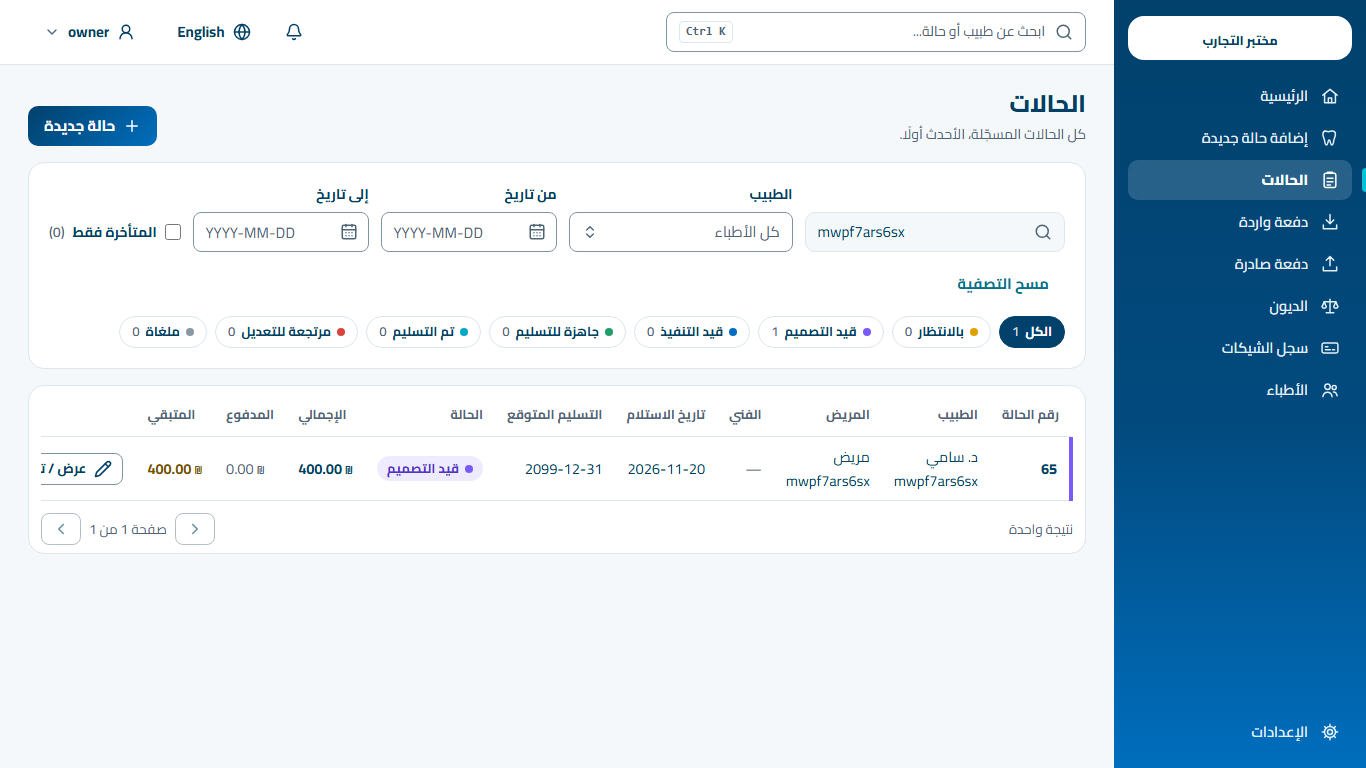 مختبر التجارب
الرئيسية
إضافة حالة جديدة
الحالات
دفعة واردة
دفعة صادرة
الديون
سجل الشيكات
الأطباء
الإعدادات
ابحث عن طبيب أو حالة...
Ctrl K
English
owner
الحالات
كل الحالات المسجّلة، الأحدث أولًا.
حالة جديدة
الطبيب
من تاريخ
إلى تاريخ
mwpf7ars6sx
كل الأطباء
YYYY-MM-DD
YYYY-MM-DD
المتأخرة فقط (0)
مسح التصفية
الكل 1
بالانتظار 0
قيد التصميم 1
قيد التنفيذ 0
جاهزة للتسليم 0
تم التسليم 0
مرتجعة للتعديل 0
ملغاة 0
رقم الحالة الطبيب المريض الفني تاريخ الاستلام التسليم المتوقع الحالة الإجمالي المدفوع المتبقي
65
د. سامي
mwpf7ars6sx
مريض
mwpf7ars6sx
—
2026-11-20
2099-12-31
قيد التصميم
₪ 400.00
₪ 0.00
₪ 400.00
عرض /
نتيجة واحدة
صفحة 1 من 1